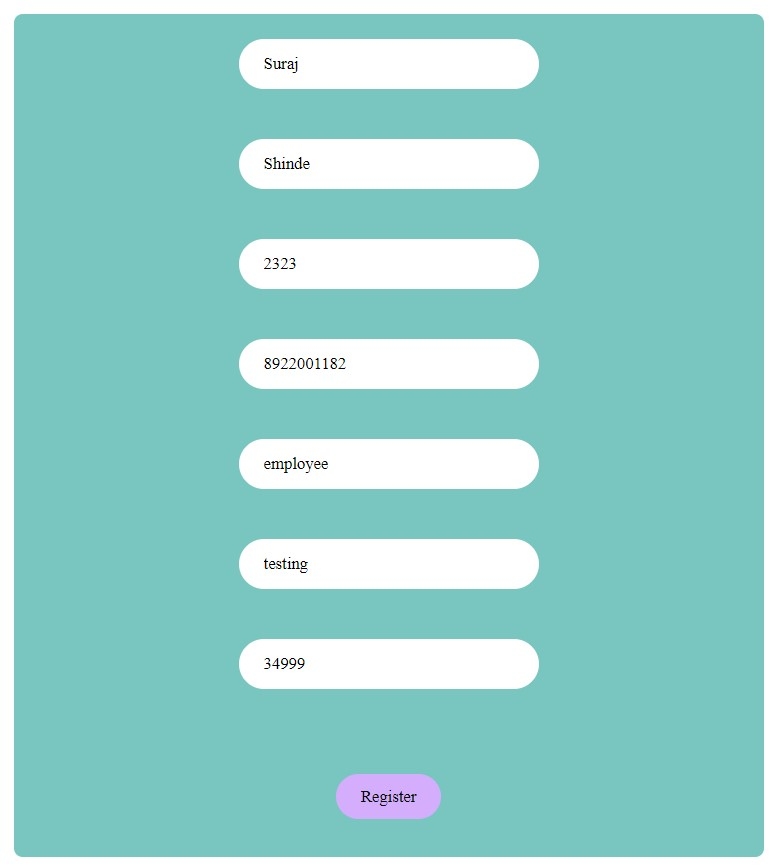 Suraj
Shinde
2323
8922001182
employee
testing
34999
Register